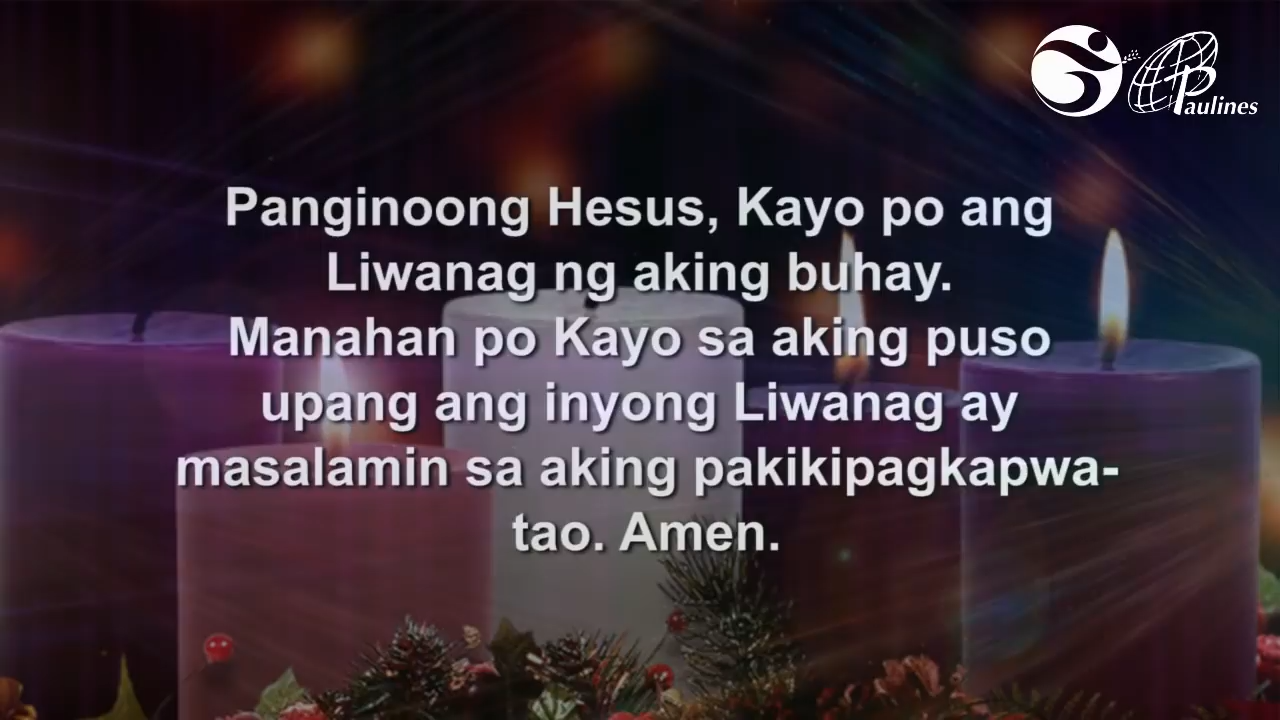 Paulines
Panginoong Hesus, Kayo po ang
Liwanag ng aking buhay.
Manahan po Kayo sa aking puso
upang ang inyong Liwanag ay
masalamin sa aking pakikipagkapwa-
tao. Amen.